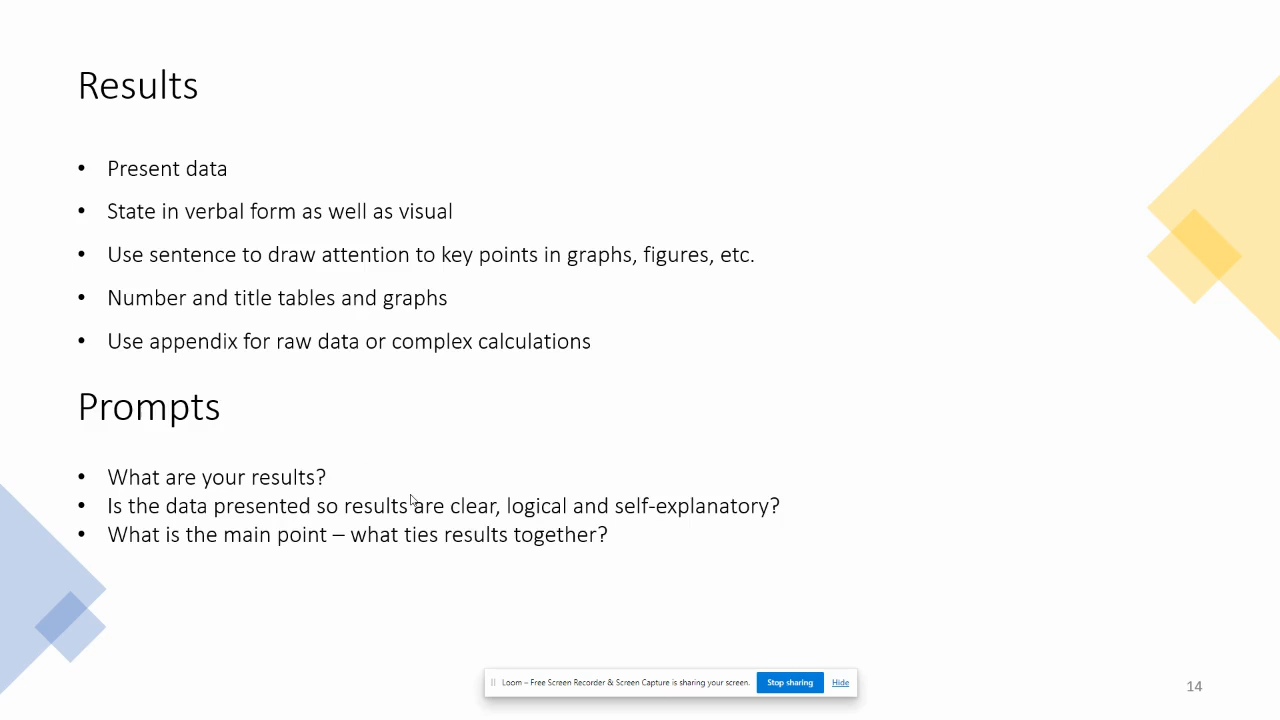 Results
• Present data
• State in verbal form as well as visual
• Use sentence to draw attention to key points in graphs, figures, etc.
• Number and title tables and graphs
• Use appendix for raw data or complex calculations
Prompts
• What are your results?
• Is the data presented so results are clear, logical and self-explanatory?
• What is the main point – what ties results together?
Loom – Free Screen Recorder & Screen Capture is sharing your screen. Stop sharing Hide
14